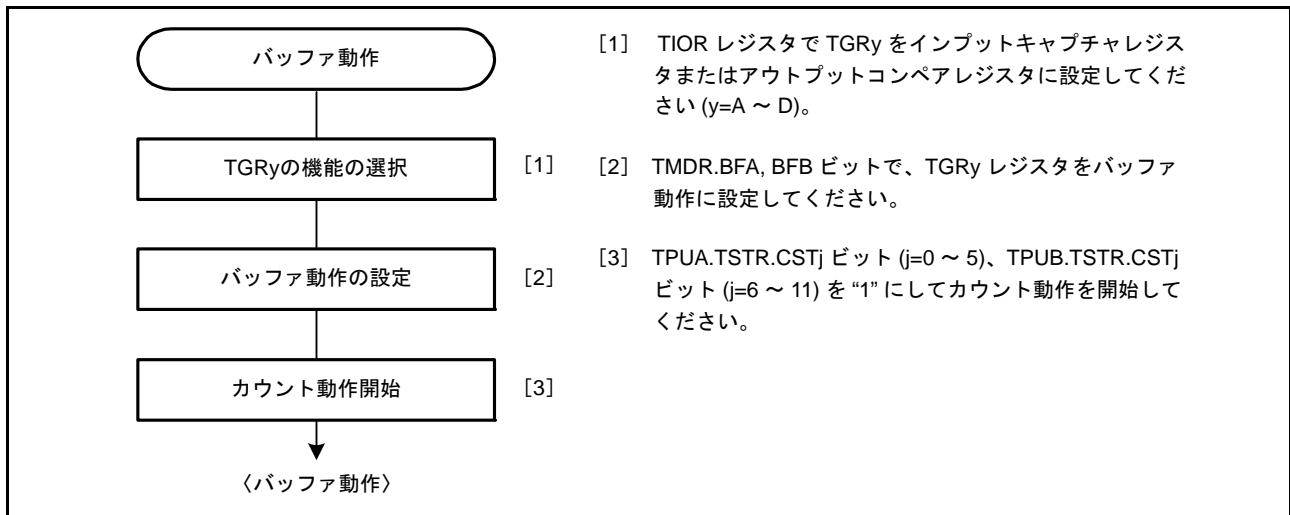 バッファ動作
TGRyの機能の選択
[1]
バッファ動作の設定
[2]
カウント動作開始
[3]
〈バッファ動作〉
[1] TIOR レジスタで TGRy をインプットキャプチャレジス
タまたはアウトプットコンペアレジスタに設定してくだ
さい (y=A ～ D)。
[2] TMDR.BFA, BFB ビットで、TGRy レジスタをバッファ
動作に設定してください。
[3] TPUA.TSTR.CSTj ビット (j=0 ～ 5)、TPUB.TSTR.CSTj
ビット (j=6 ～ 11) を “1” にしてカウント動作を開始して
ください。